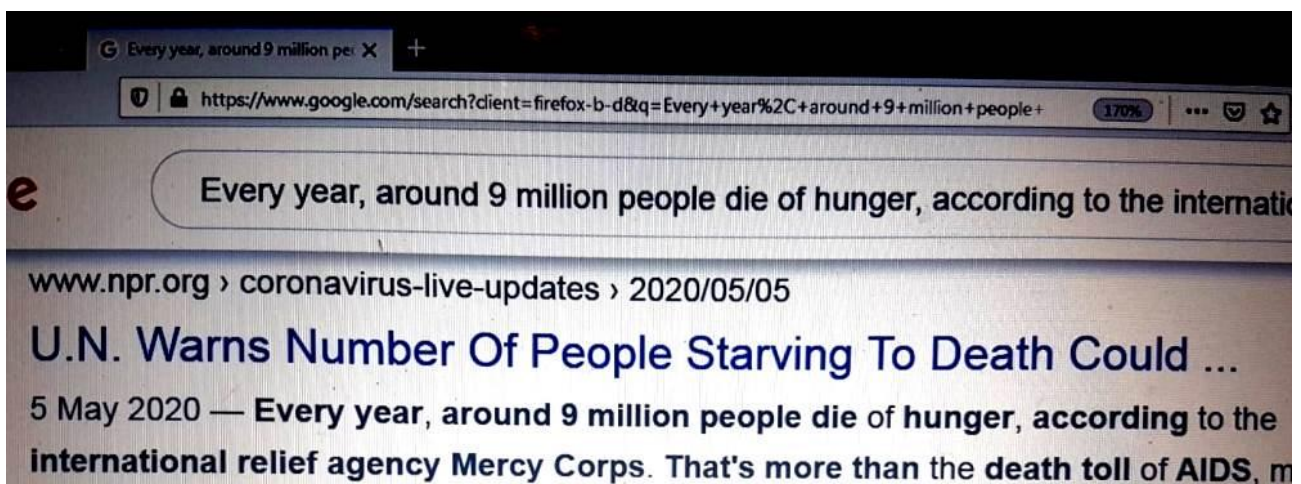 G Every year, around 9 million pe
https://www.google.com/search?client=firefox-b-d&q=Every+year%2C+around+9+million+people+ 170%
e Every year, around 9 million people die of hunger, according to the internatio
www.npr.org › coronavirus-live-updates › 2020/05/05
U.N. Warns Number Of People Starving To Death Could ...
5 May 2020 — Every year, around 9 million people die of hunger, according to the
international relief agency Mercy Corps. That's more than the death toll of AIDS, m